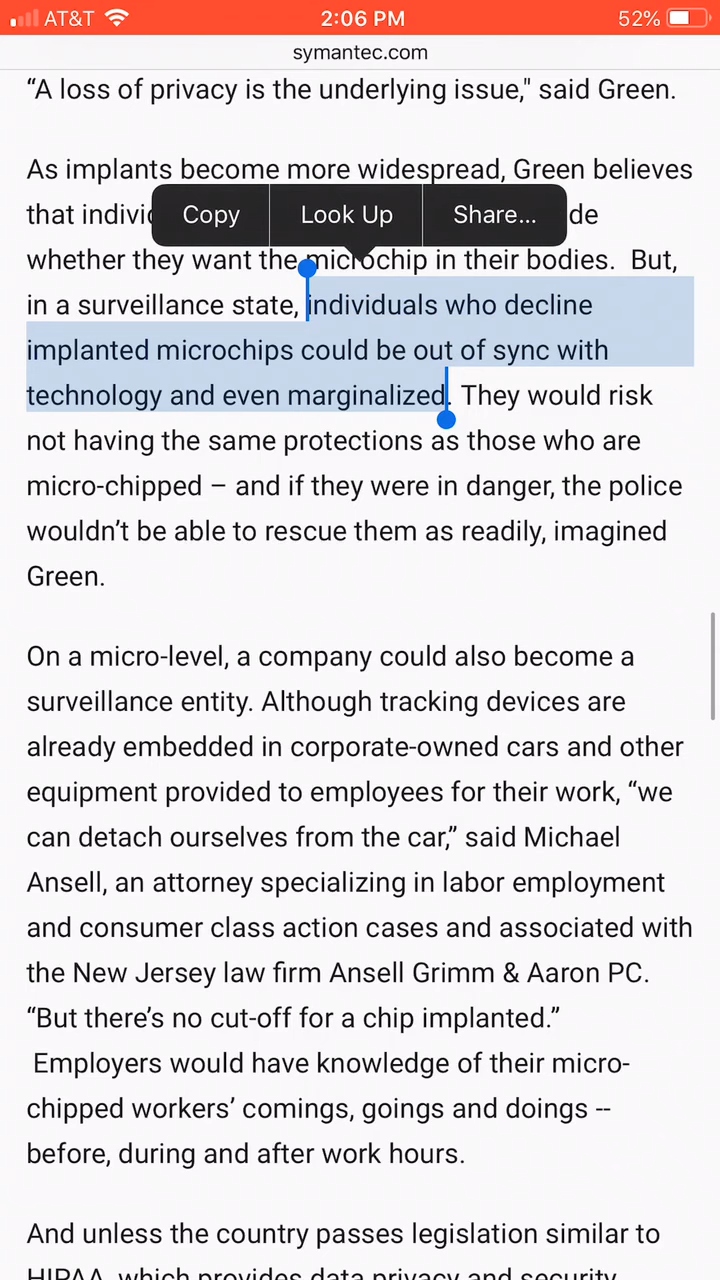 AT&T 2:06 PM 52%
symantec.com
“A loss of privacy is the underlying issue," said Green.
As implants become more widespread, Green believes
that indivi de
Copy Look Up Share...
whether they want the microchip in their bodies. But,
in a surveillance state, individuals who decline
implanted microchips could be out of sync with
technology and even marginalized. They would risk
not having the same protections as those who are
micro-chipped – and if they were in danger, the police
wouldn’t be able to rescue them as readily, imagined
Green.
On a micro-level, a company could also become a
surveillance entity. Although tracking devices are
already embedded in corporate-owned cars and other
equipment provided to employees for their work, “we
can detach ourselves from the car,” said Michael
Ansell, an attorney specializing in labor employment
and consumer class action cases and associated with
the New Jersey law firm Ansell Grimm & Aaron PC.
“But there’s no cut-off for a chip implanted.”
Employers would have knowledge of their micro-
chipped workers’ comings, goings and doings --
before, during and after work hours.
And unless the country passes legislation similar to
HIPAA, which provides data privacy and security